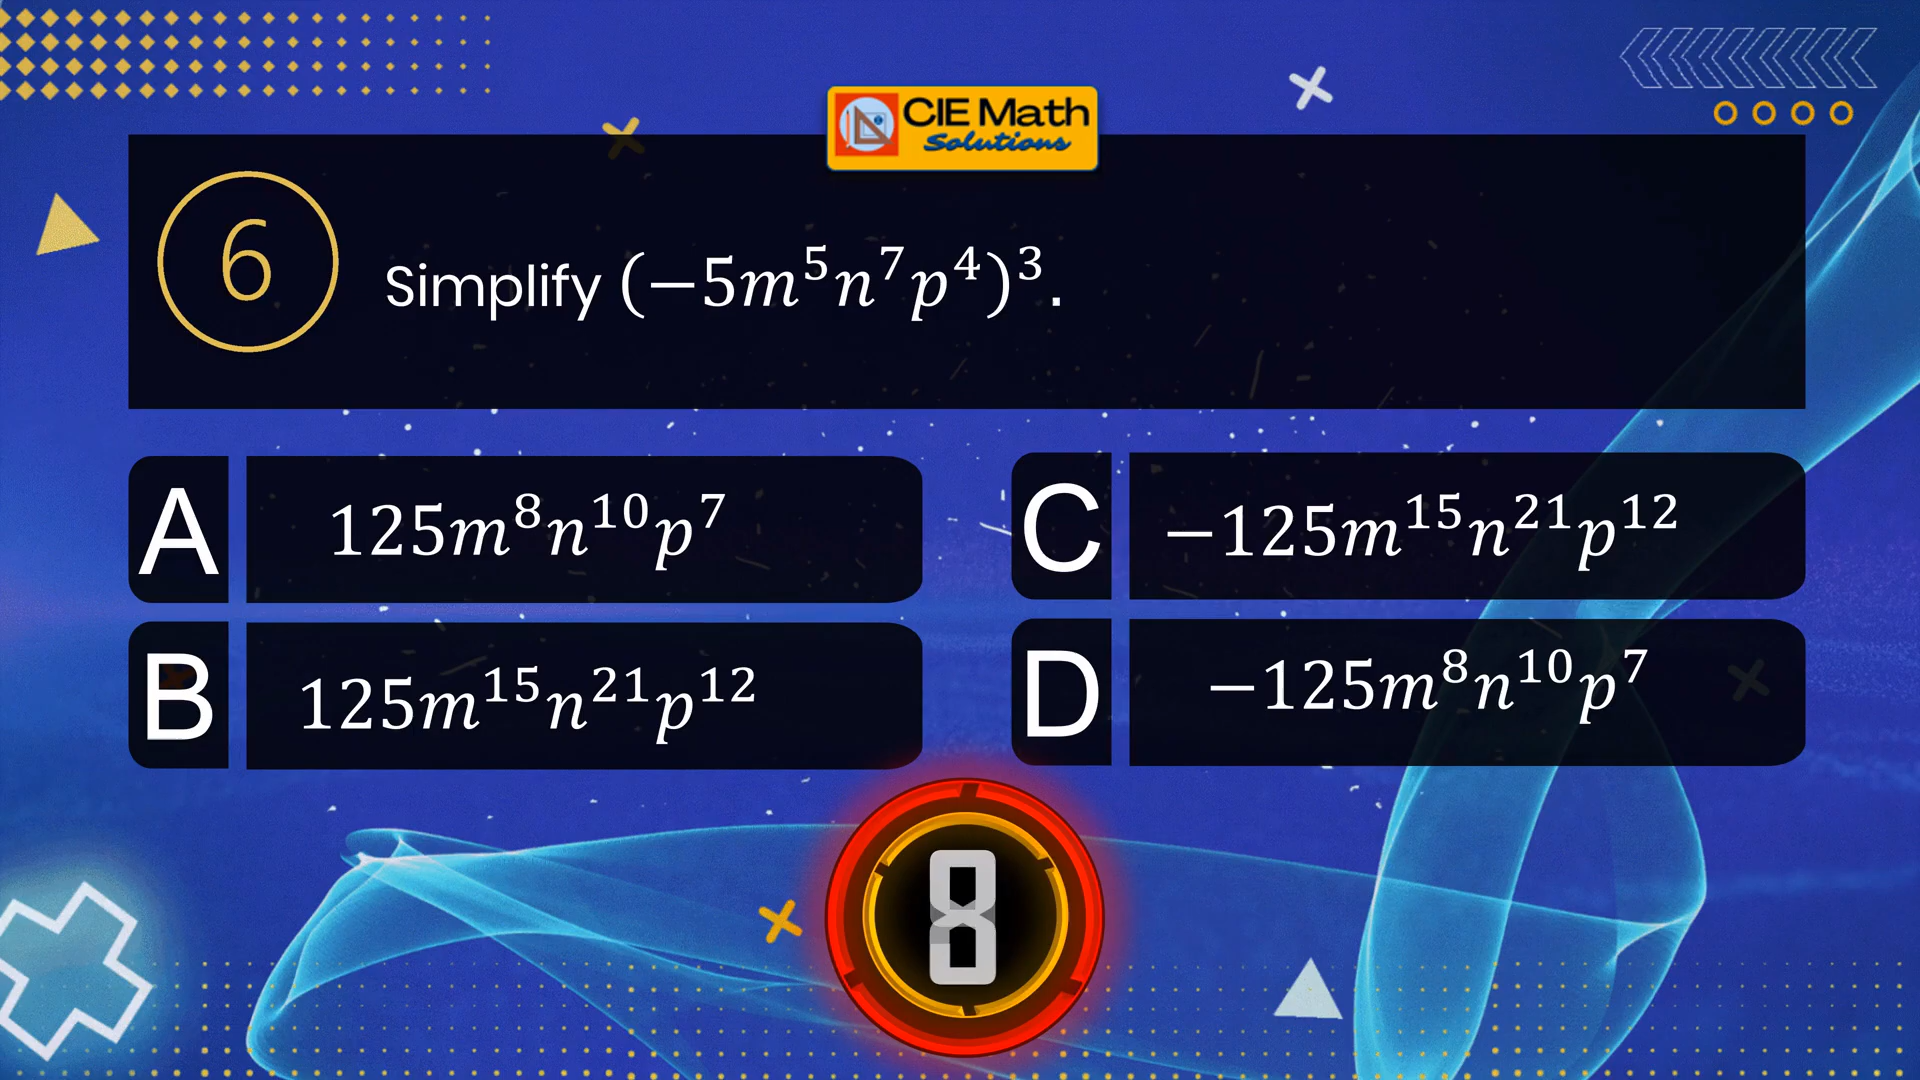 CIE Math
Solutions
6
Simplify (−5m⁵n⁷p⁴)³.
A
125m⁸n¹⁰p⁷
B
125m¹⁵n²¹p¹²
C
−125m¹⁵n²¹p¹²
D
−125m⁸n¹⁰p⁷
8